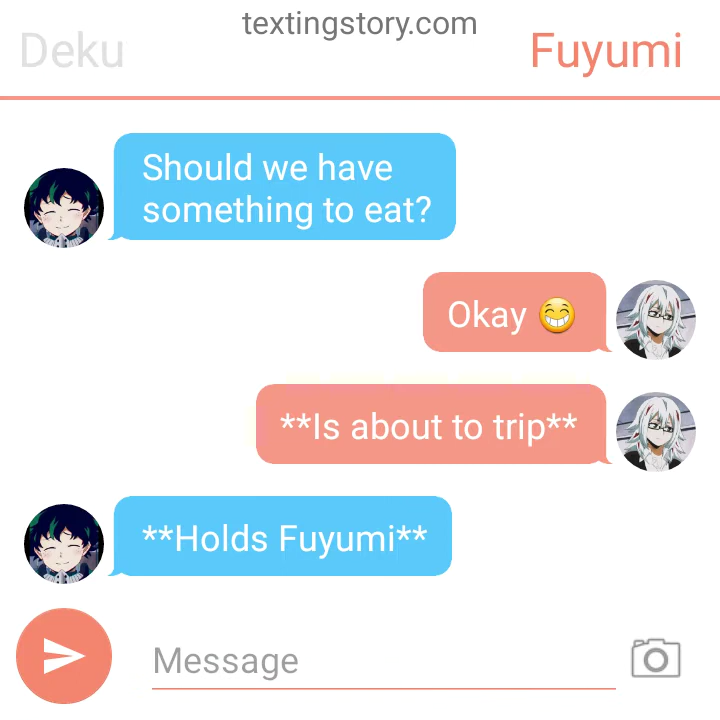 textingstory.com
Deku
Fuyumi
Should we have
something to eat?
Okay 😁
**Is about to trip**
**Holds Fuyumi**
Message